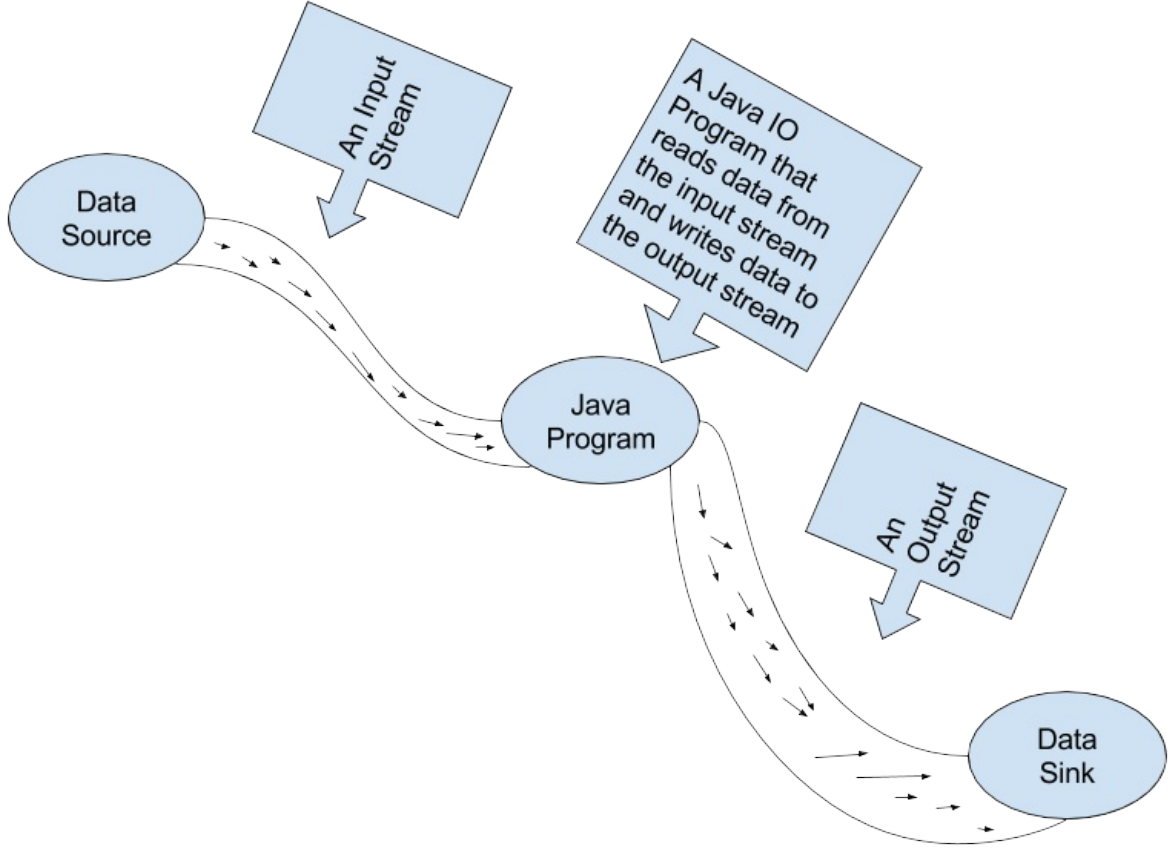 An Input
Stream
A Java IO
Program that
reads data from
the input stream
and writes data to
the output stream
Data
Source
Java
Program
An
Output
Stream
Data
Sink